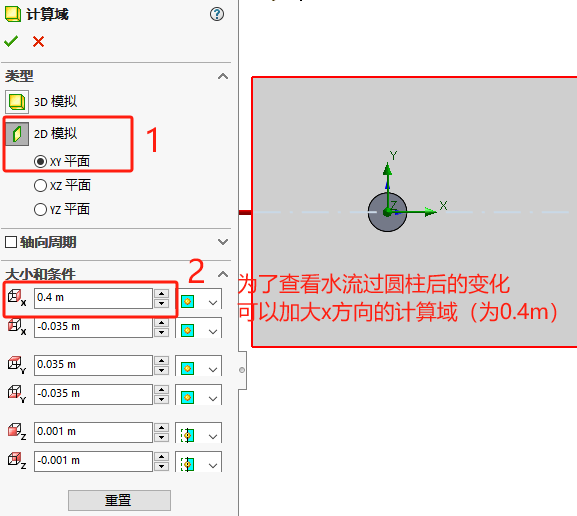 计算域
类型
3D 模拟
2D 模拟
1
XY 平面
XZ 平面
YZ 平面
轴向周期
大小和条件
2
X 0.4 m
X -0.035 m
Y 0.035 m
Y -0.035 m
Z 0.001 m
Z -0.001 m
重置
Y
Z
X
为了查看水流过圆柱后的变化
可以加大x方向的计算域（为0.4m）